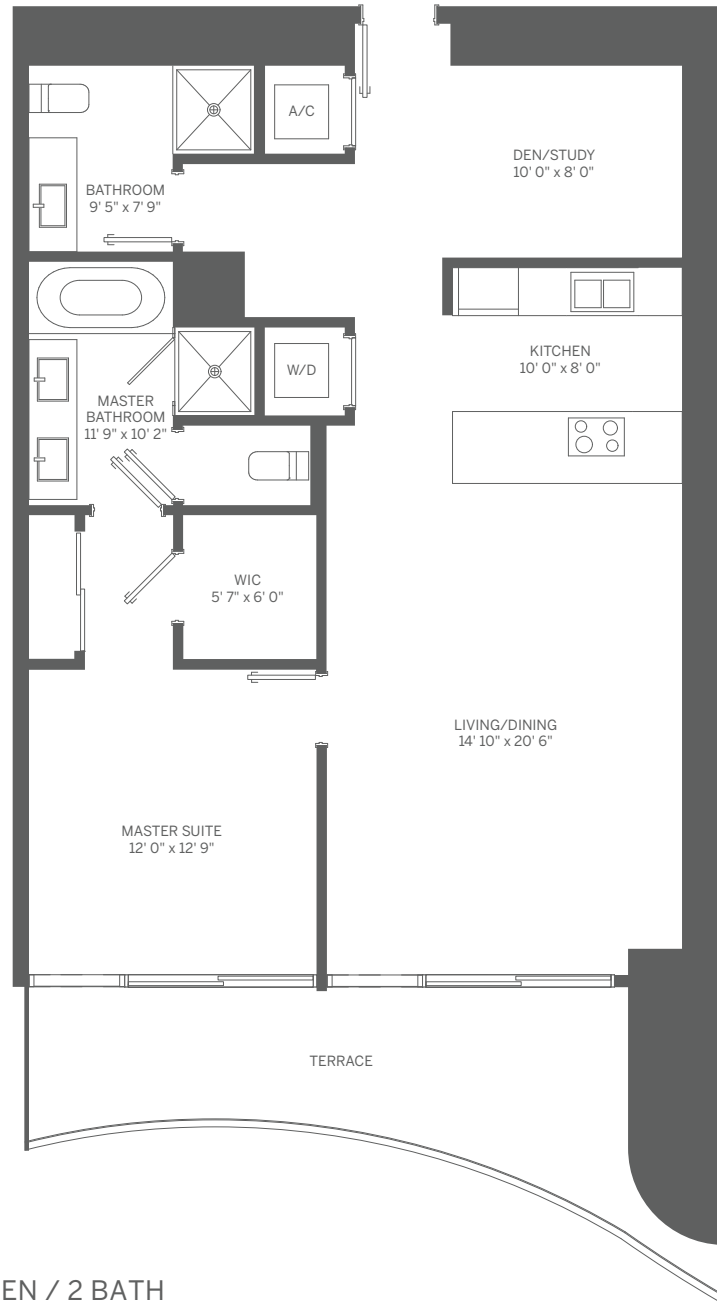 A/C
DEN/STUDY
10' 0" x 8' 0"
BATHROOM
9' 5" x 7' 9"
KITCHEN
10' 0" x 8' 0"
W/D
MASTER
BATHROOM
11' 9" x 10' 2"
WIC
5' 7" x 6' 0"
LIVING/DINING
14' 10" x 20' 6"
MASTER SUITE
12' 0" x 12' 9"
TERRACE
EN / 2 BATH